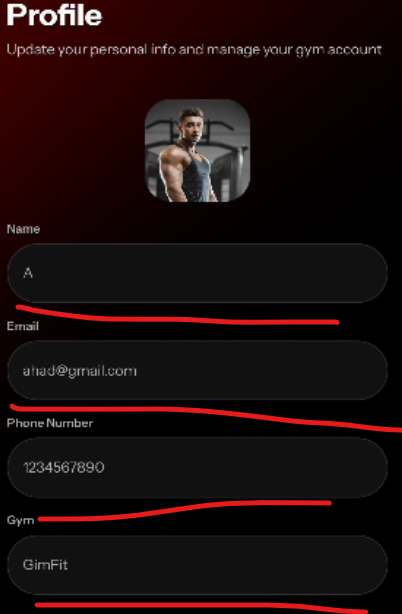 Profile
Update your personal info and manage your gym account
Name
A
Email
ahad@gmail.com
Phone Number
1234567890
Gym
GimFit